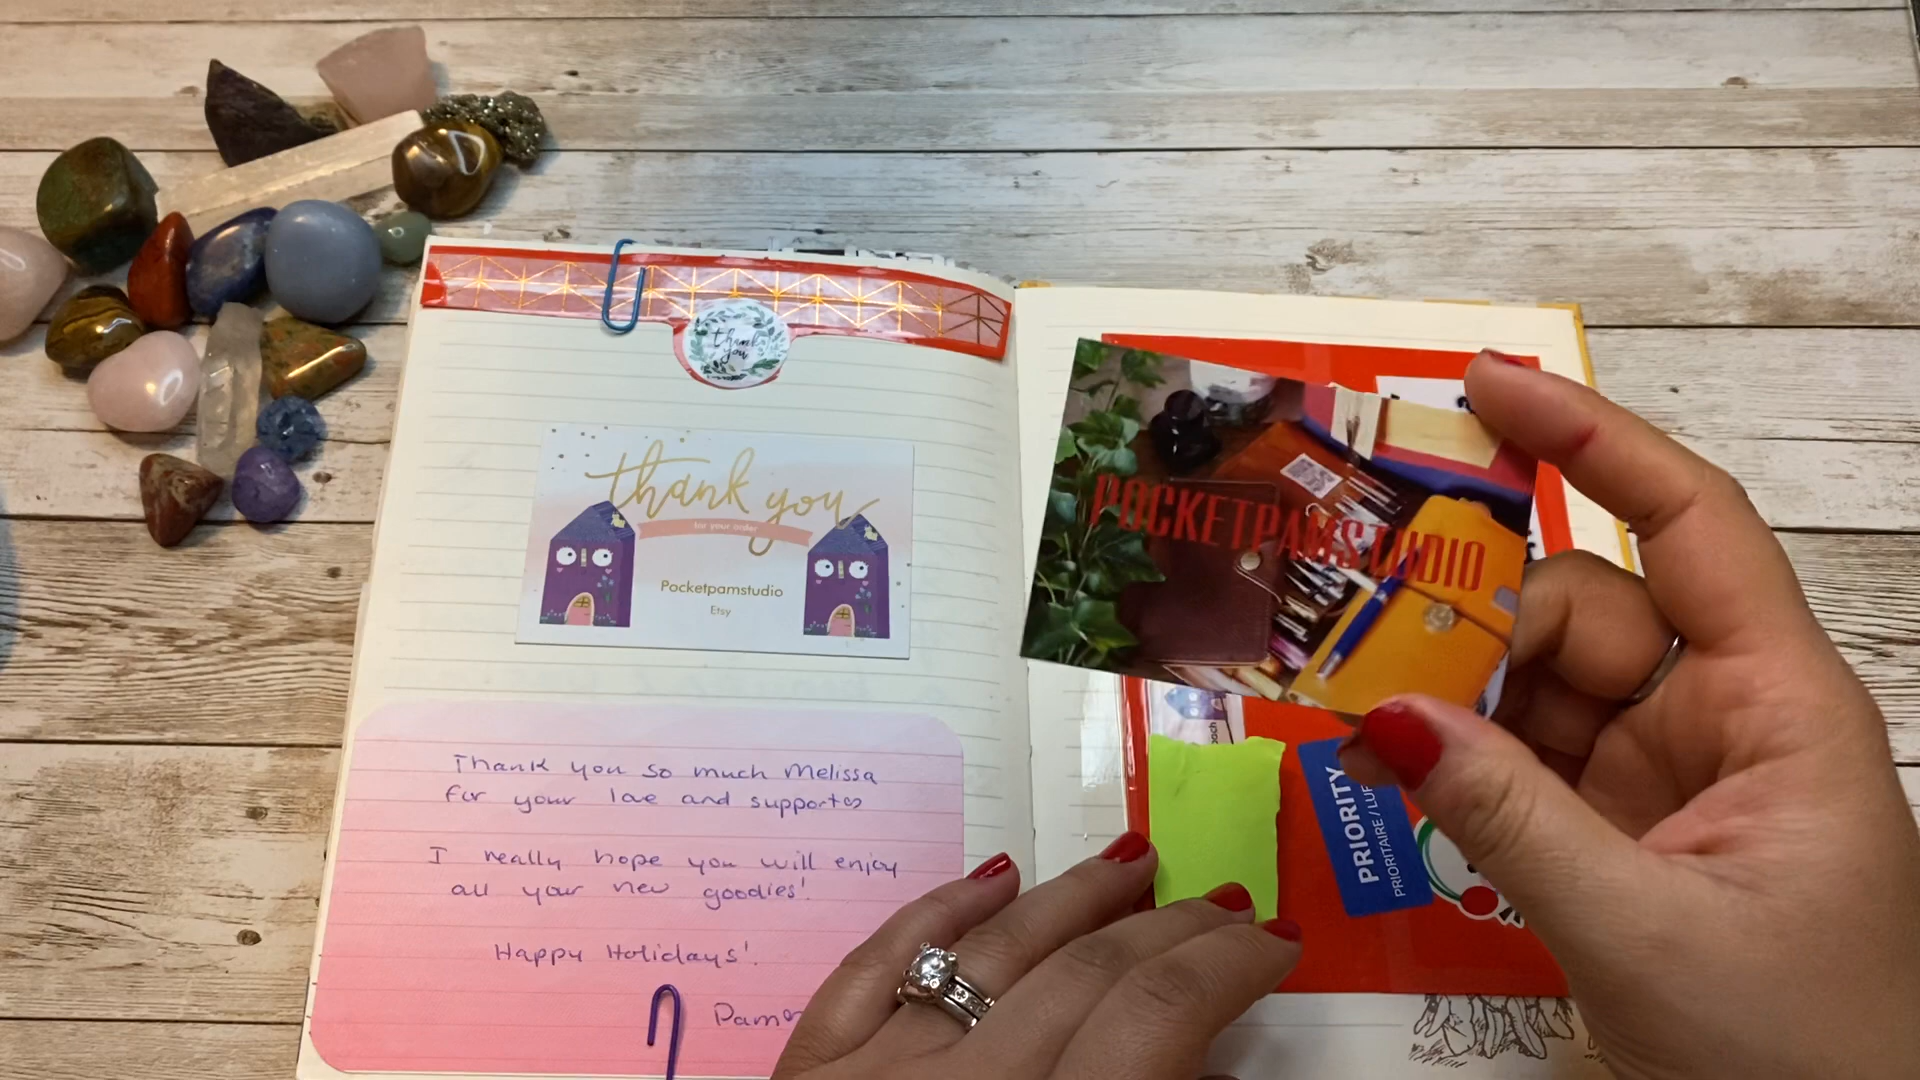 thank
you
thank you
for your order
Pocketpamstudio
Etsy
Thank you so much Melissa
for your love and support
I really hope you will enjoy
all your new goodies!
Happy Holidays!
Pam
POCKETPAMSTUDIO
PRIORITY
PRIORITAIRE